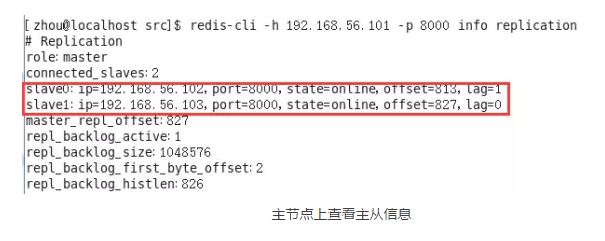 [ zhou@localhost src]$ redis-cli -h 192.168.56.101 -p 8000 info replication
# Replication
role: master
connected_slaves: 2
slave0: ip=192.168.56.102, port=8000, state=online, offset=813, lag=1
slave1: ip=192.168.56.103, port=8000, state=online, offset=827, lag=0
master_repl_offset: 827
repl_backlog_active: 1
repl_backlog_size: 1048576
repl_backlog_first_byte_offset: 2
repl_backlog_histlen: 826
主节点上查看主从信息